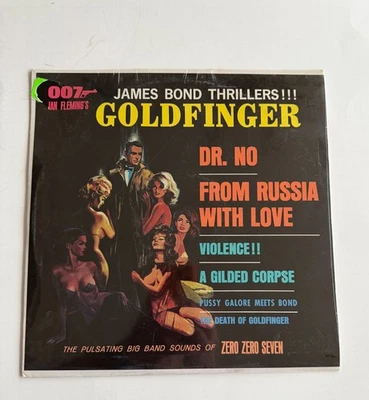 007
IAN FLEMING'S
JAMES BOND THRILLERS!!!
GOLDFINGER
DR. NO
FROM RUSSIA
WITH LOVE
VIOLENCE!!
A GILDED CORPSE
PUSSY GALORE MEETS BOND
THE DEATH OF GOLDFINGER
THE PULSATING BIG BAND SOUNDS OF ZERO ZERO SEVEN